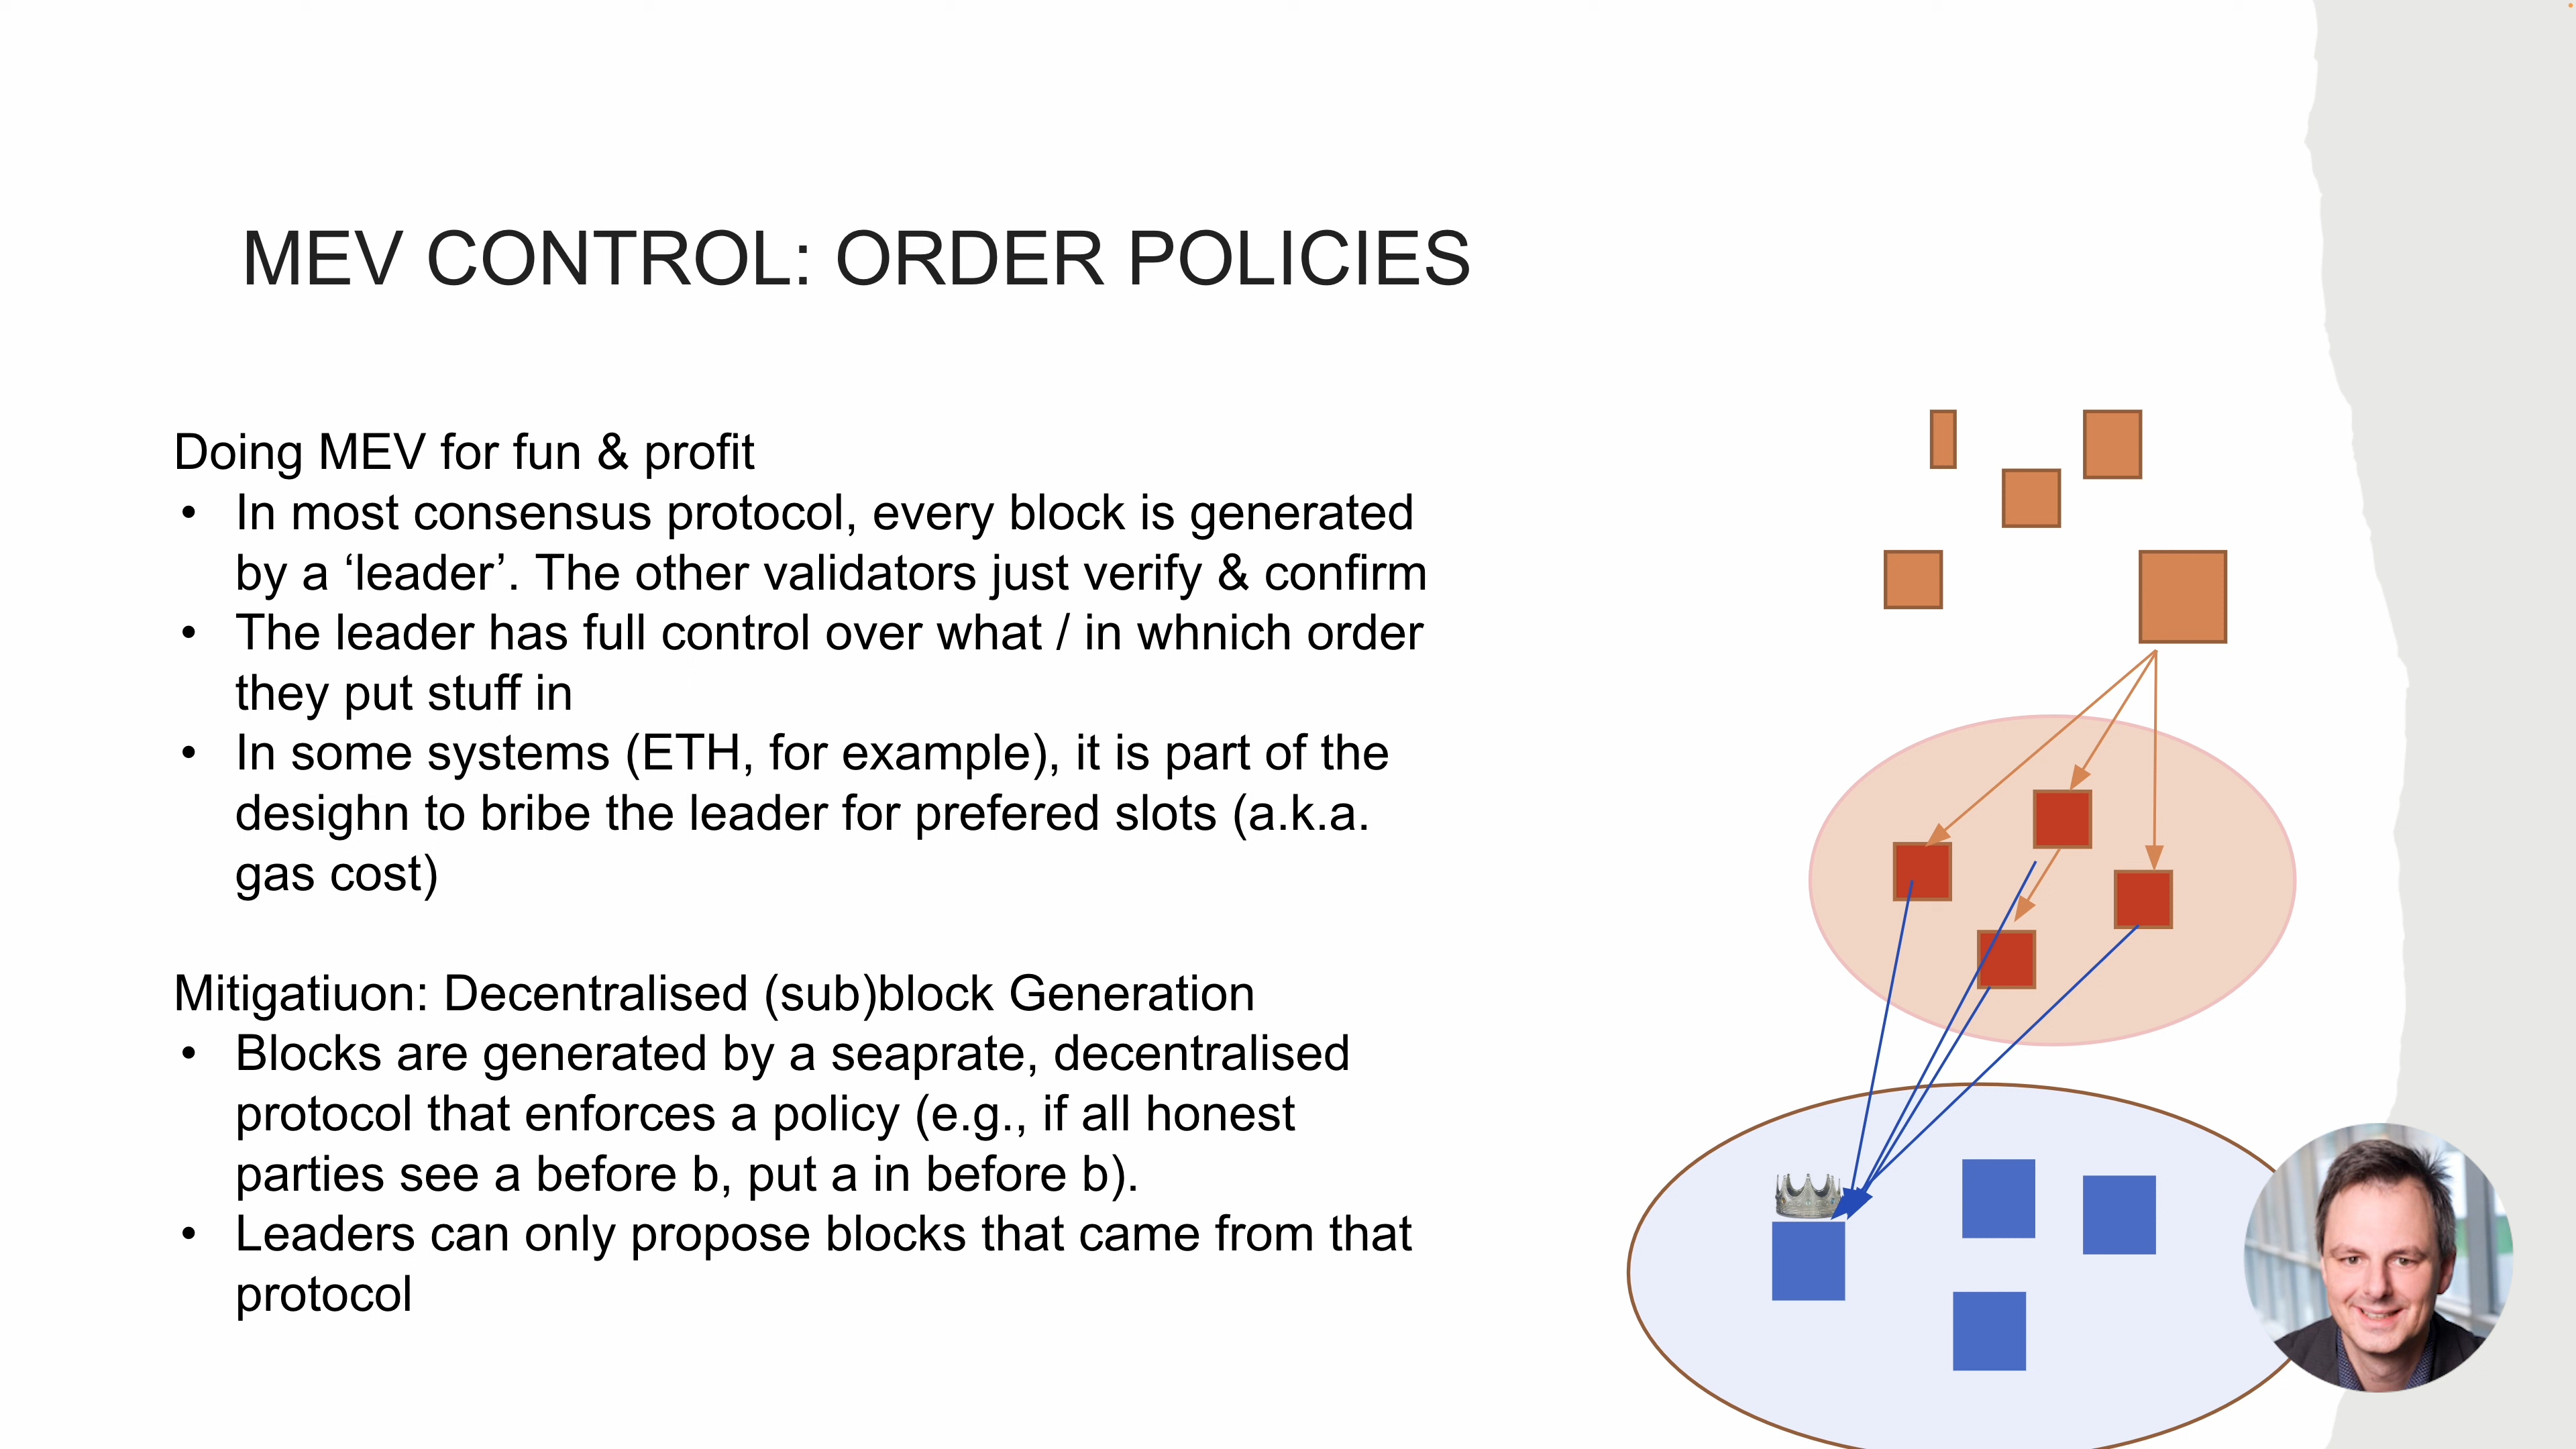 MEV CONTROL: ORDER POLICIES
Doing MEV for fun & profit
• In most consensus protocol, every block is generated
by a ‘leader’. The other validators just verify & confirm
• The leader has full control over what / in whnich order
they put stuff in
• In some systems (ETH, for example), it is part of the
desighn to bribe the leader for prefered slots (a.k.a.
gas cost)
Mitigatiuon: Decentralised (sub)block Generation
• Blocks are generated by a seaprate, decentralised
protocol that enforces a policy (e.g., if all honest
parties see a before b, put a in before b).
• Leaders can only propose blocks that came from that
protocol